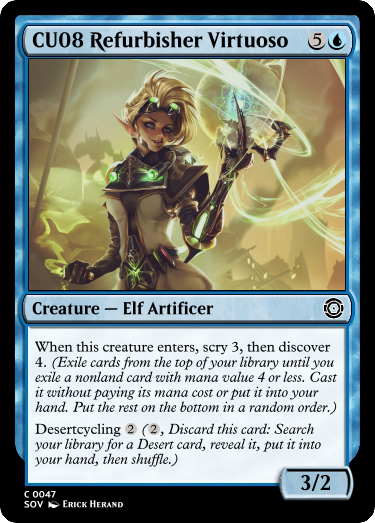 CU08 Refurbisher Virtuoso 5
Creature — Elf Artificer
When this creature enters, scry 3, then discover
4. (Exile cards from the top of your library until you
exile a nonland card with mana value 4 or less. Cast
it without paying its mana cost or put it into your
hand. Put the rest on the bottom in a random order.)
Desertcycling 2 (2, Discard this card: Search
your library for a Desert card, reveal it, put it into
your hand, then shuffle.)
3/2
C 0047
SOV Erick Herand